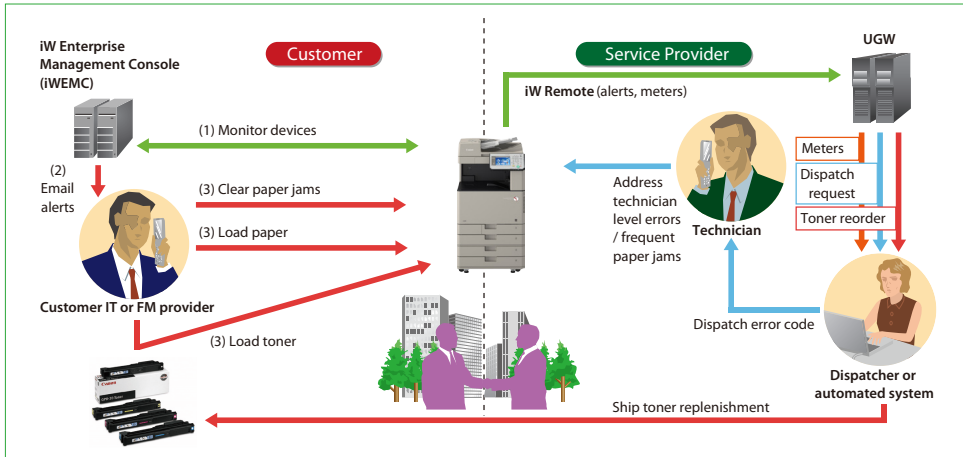 iW Enterprise
Management Console
(iWEMC)
Customer
Service Provider
UGW
iW Remote (alerts, meters)
(1) Monitor devices
(2)
Email
alerts
(3) Clear paper jams
(3) Load paper
Customer IT or FM provider
(3) Load toner
Address
technician
level errors
/ frequent
paper jams
Technician
Meters
Dispatch
request
Toner reorder
Dispatch error code
Dispatcher or
automated system
Ship toner replenishment
Canon